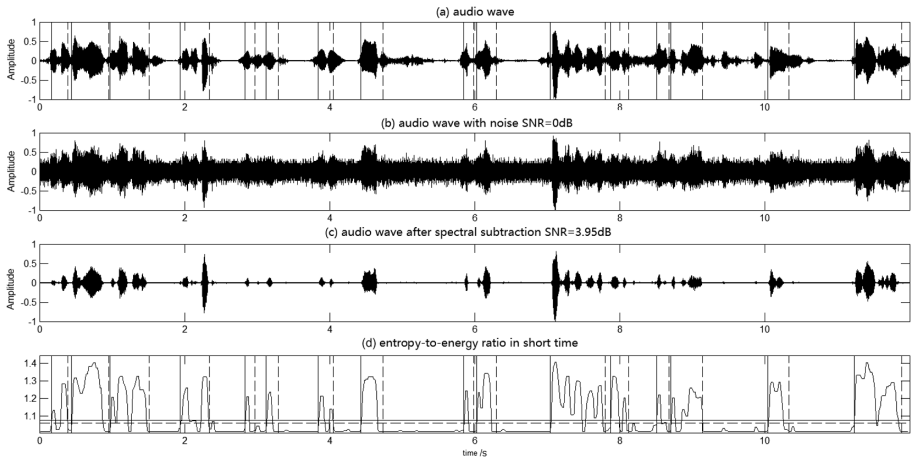 (a) audio wave
Amplitude
1
0.5
0
-0.5
-1
0 2 4 6 8 10
(b) audio wave with noise SNR=0dB
Amplitude
1
0.5
0
-0.5
-1
0 2 4 6 8 10
(c) audio wave after spectral subtraction SNR=3.95dB
Amplitude
1
0.5
0
-0.5
-1
0 2 4 6 8 10
(d) entropy-to-energy ratio in short time
1.4
1.3
1.2
1.1
0 2 4 6 8 10
time /s